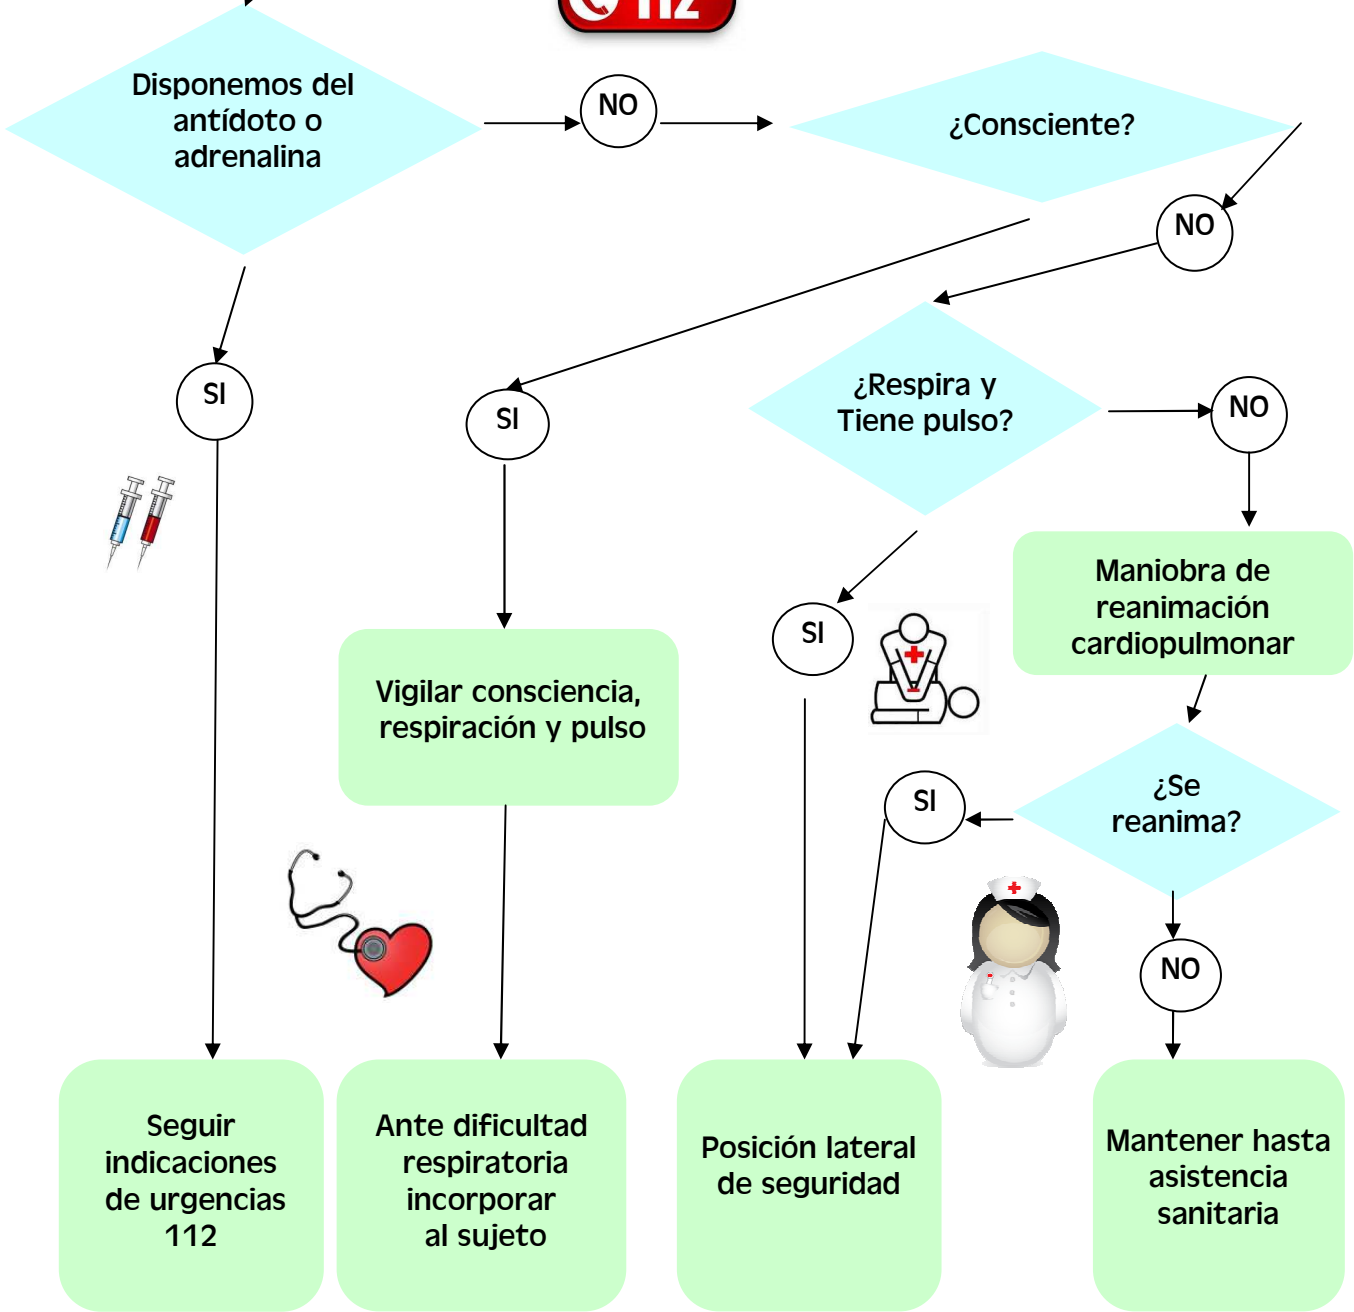 112
Disponemos del
antídoto o
adrenalina
NO
¿Consciente?
NO
SI
SI
¿Respira y
Tiene pulso?
NO
SI
Maniobra de
reanimación
cardiopulmonar
Vigilar consciencia,
respiración y pulso
SI
¿Se
reanima?
NO
Seguir
indicaciones
de urgencias
112
Ante dificultad
respiratoria
incorporar
al sujeto
Posición lateral
de seguridad
Mantener hasta
asistencia
sanitaria